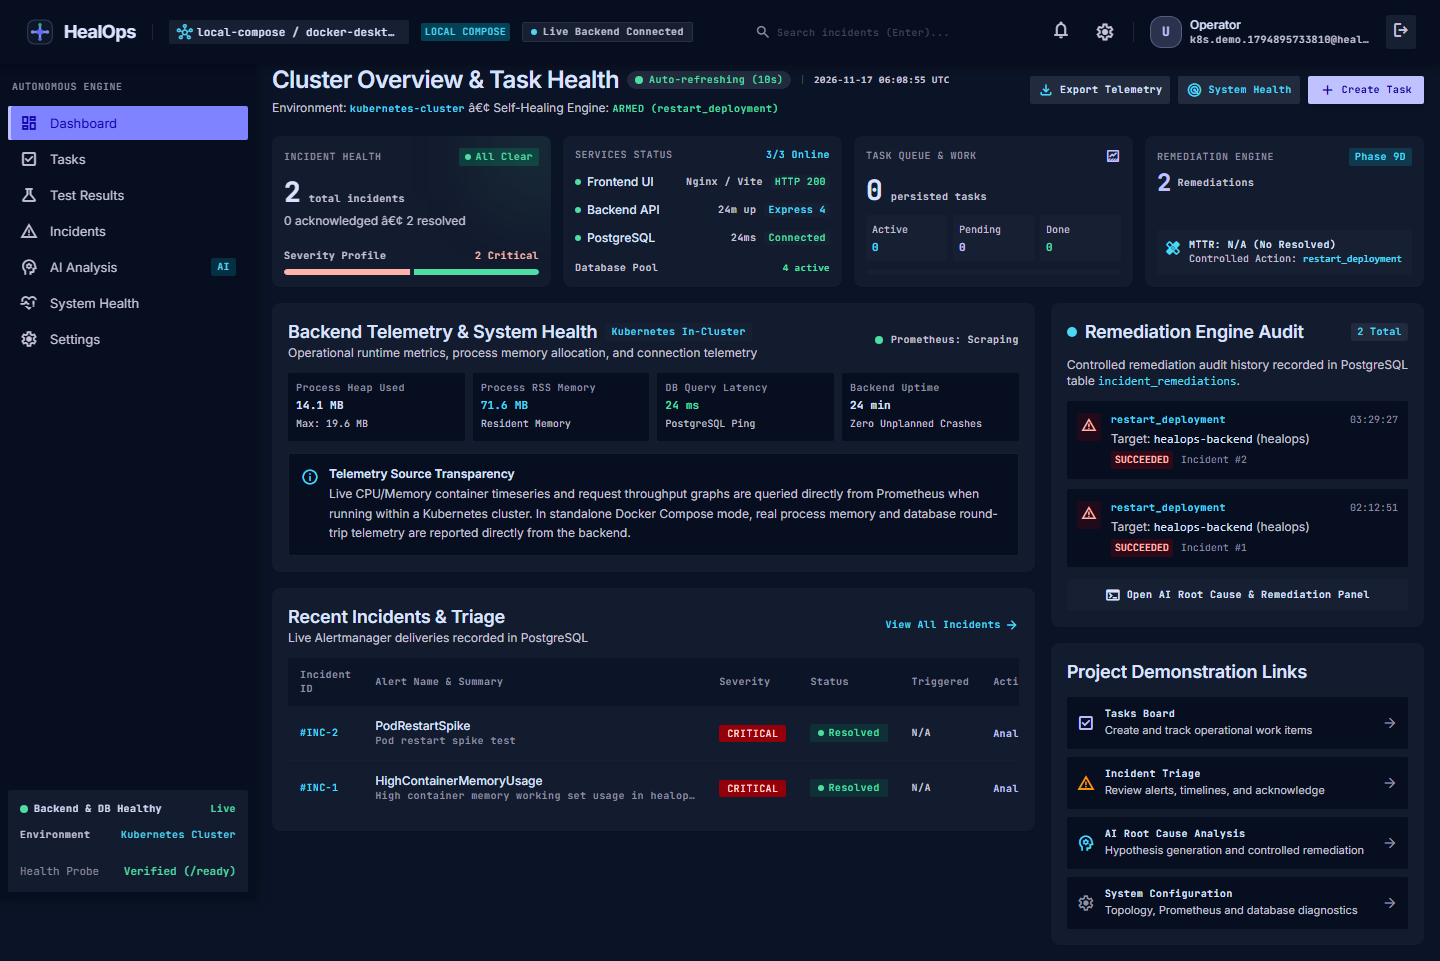 HealOps
local-compose / docker-deskt…
LOCAL COMPOSE
Live Backend Connected
Search incidents (Enter)...
U
Operator
k8s.demo.1794895733810@heal…
AUTONOMOUS ENGINE
Dashboard
Tasks
Test Results
Incidents
AI Analysis
AI
System Health
Settings
Backend & DB Healthy
Live
Environment
Kubernetes Cluster
Health Probe
Verified (/ready)
Cluster Overview & Task Health
Auto-refreshing (10s)
2026-11-17 06:08:55 UTC
Environment: kubernetes-cluster â€¢ Self-Healing Engine: ARMED (restart_deployment)
Export Telemetry
System Health
Create Task
INCIDENT HEALTH
All Clear
2 total incidents
0 acknowledged â€¢ 2 resolved
Severity Profile
2 Critical
SERVICES STATUS
3/3 Online
Frontend UI
Nginx / Vite
HTTP 200
Backend API
24m up
Express 4
PostgreSQL
24ms
Connected
Database Pool
4 active
TASK QUEUE & WORK
0 persisted tasks
Active
0
Pending
0
Done
0
REMEDIATION ENGINE
Phase 9D
2 Remediations
MTTR: N/A (No Resolved)
Controlled Action: restart_deployment
Backend Telemetry & System Health
Kubernetes In-Cluster
Operational runtime metrics, process memory allocation, and connection telemetry
Prometheus: Scraping
Process Heap Used
14.1 MB
Max: 19.6 MB
Process RSS Memory
71.6 MB
Resident Memory
DB Query Latency
24 ms
PostgreSQL Ping
Backend Uptime
24 min
Zero Unplanned Crashes
Telemetry Source Transparency
Live CPU/Memory container timeseries and request throughput graphs are queried directly from Prometheus when
running within a Kubernetes cluster. In standalone Docker Compose mode, real process memory and database round-
trip telemetry are reported directly from the backend.
Recent Incidents & Triage
Live Alertmanager deliveries recorded in PostgreSQL
View All Incidents
Incident
ID
Alert Name & Summary
Severity
Status
Triggered
Acti
#INC-2
PodRestartSpike
Pod restart spike test
CRITICAL
Resolved
N/A
Anal
#INC-1
HighContainerMemoryUsage
High container memory working set usage in healop…
CRITICAL
Resolved
N/A
Anal
Remediation Engine Audit
2 Total
Controlled remediation audit history recorded in PostgreSQL
table incident_remediations.
restart_deployment
03:29:27
Target: healops-backend (healops)
SUCCEEDED
Incident #2
restart_deployment
02:12:51
Target: healops-backend (healops)
SUCCEEDED
Incident #1
Open AI Root Cause & Remediation Panel
Project Demonstration Links
Tasks Board
Create and track operational work items
Incident Triage
Review alerts, timelines, and acknowledge
AI Root Cause Analysis
Hypothesis generation and controlled remediation
System Configuration
Topology, Prometheus and database diagnostics